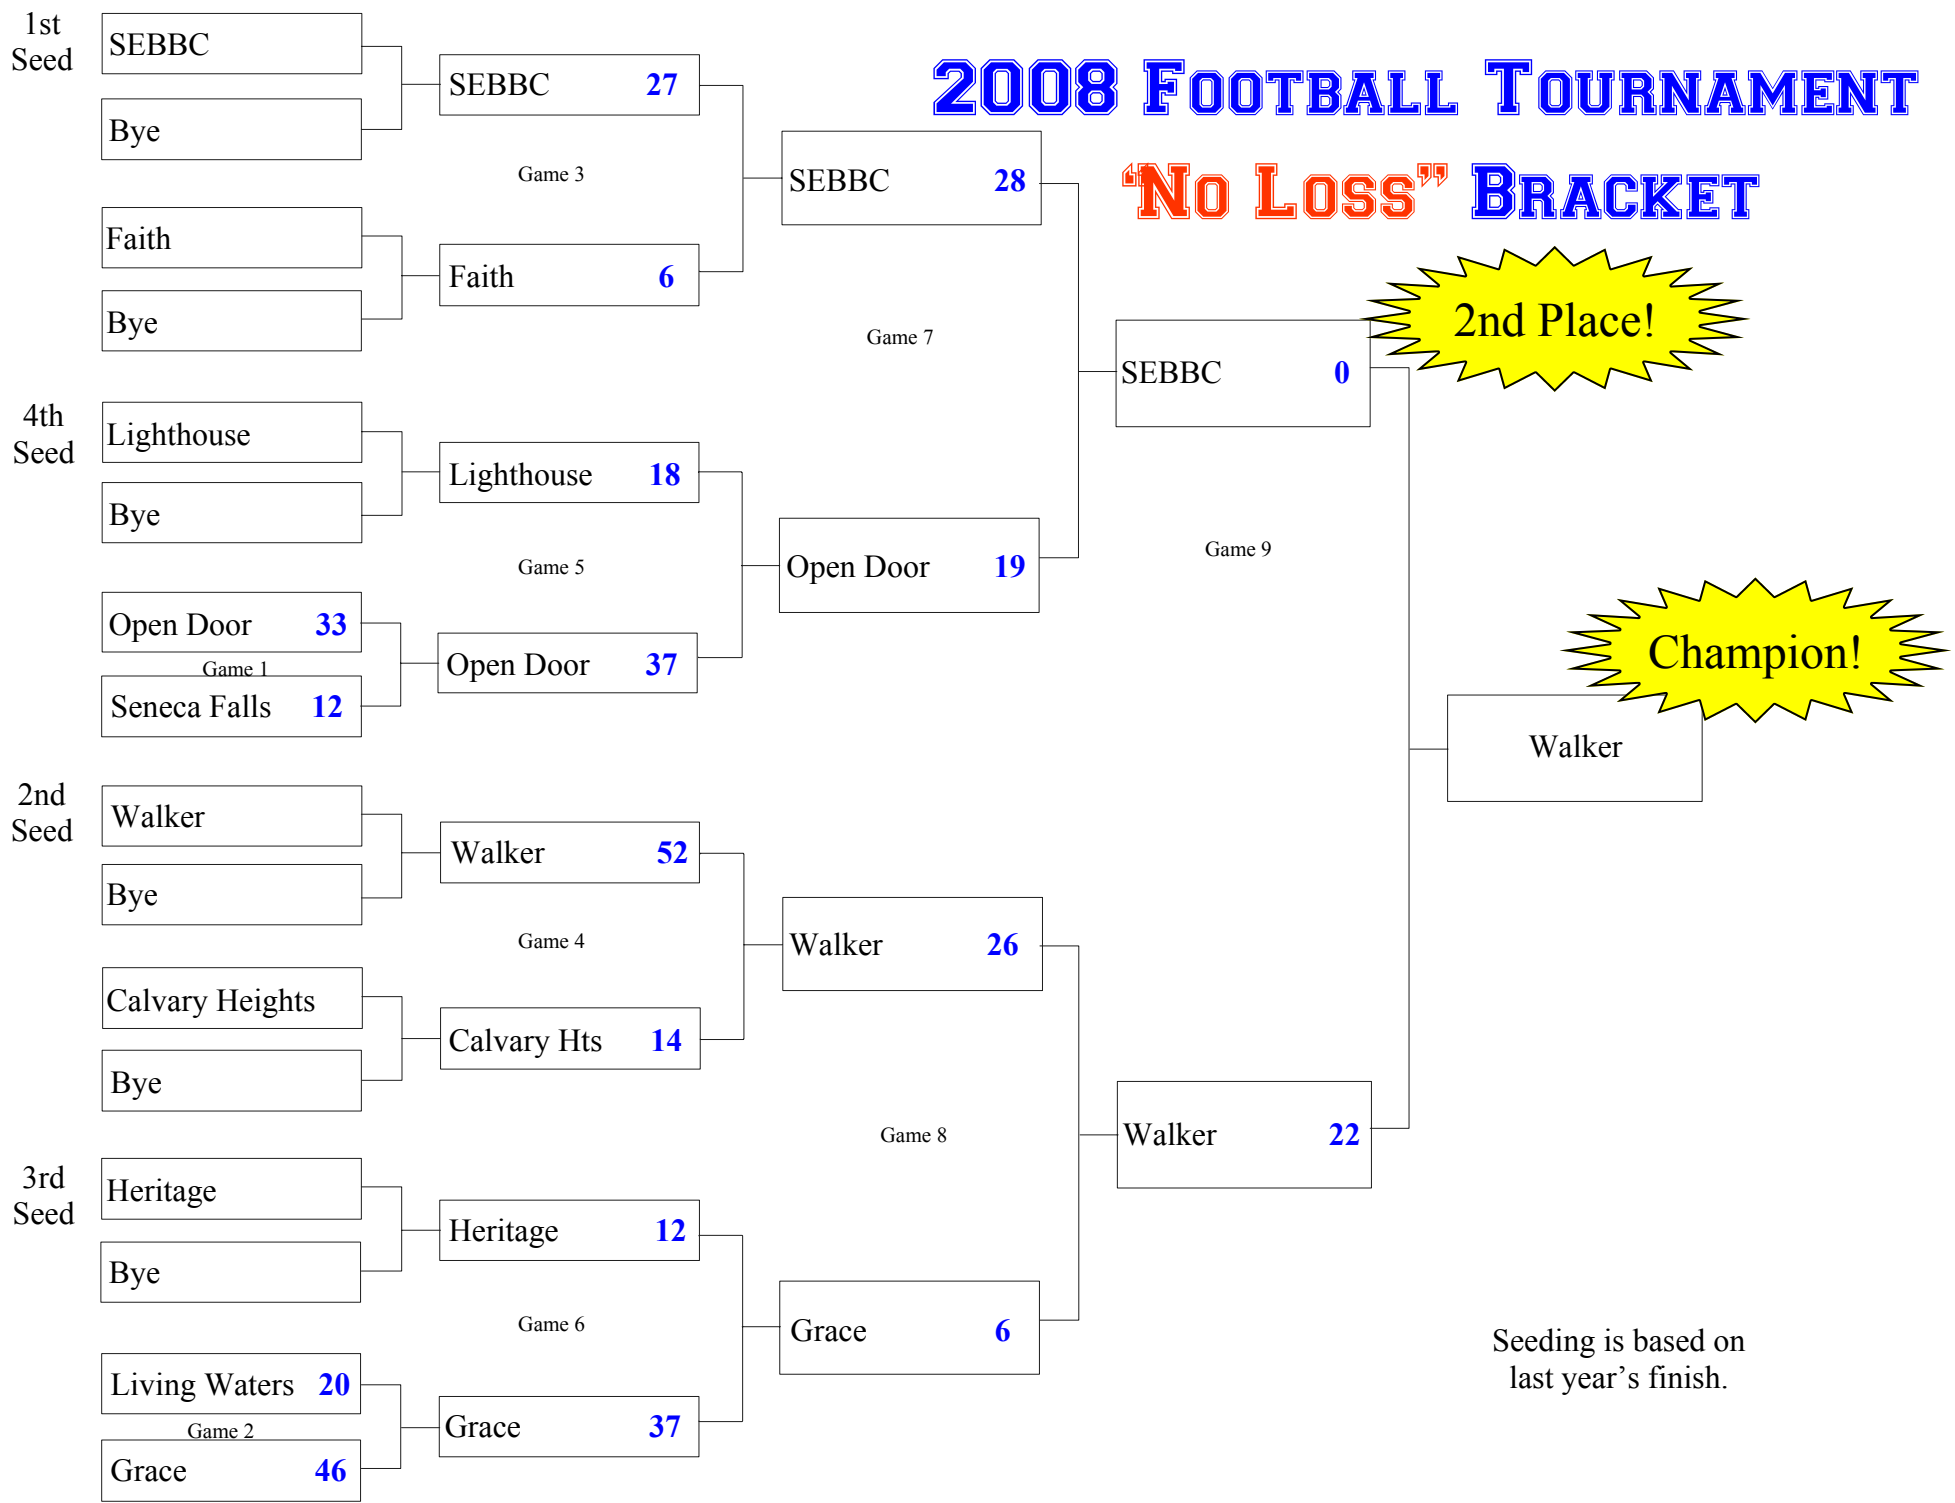 2008 Football Tournament
“No Loss” Bracket
1st
Seed
SEBBC
Bye
SEBBC 27
Game 3
Faith
Bye
Faith 6
SEBBC 28
Game 7
4th
Seed
Lighthouse
Bye
Lighthouse 18
Game 5
Open Door 33
Game 1
Seneca Falls 12
Open Door 37
Open Door 19
SEBBC 0
2nd Place!
Game 9
Champion!
Walker
2nd
Seed
Walker
Bye
Walker 52
Game 4
Calvary Heights
Bye
Calvary Hts 14
Walker 26
Game 8
3rd
Seed
Heritage
Bye
Heritage 12
Game 6
Living Waters 20
Game 2
Grace 46
Grace 37
Grace 6
Walker 22
Seeding is based on
last year’s finish.